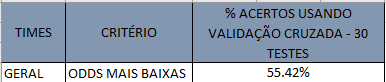 TIMES
CRITÉRIO
% ACERTOS USANDO
VALIDAÇÃO CRUZADA - 30
TESTES
GERAL
ODDS MAIS BAIXAS
55.42%